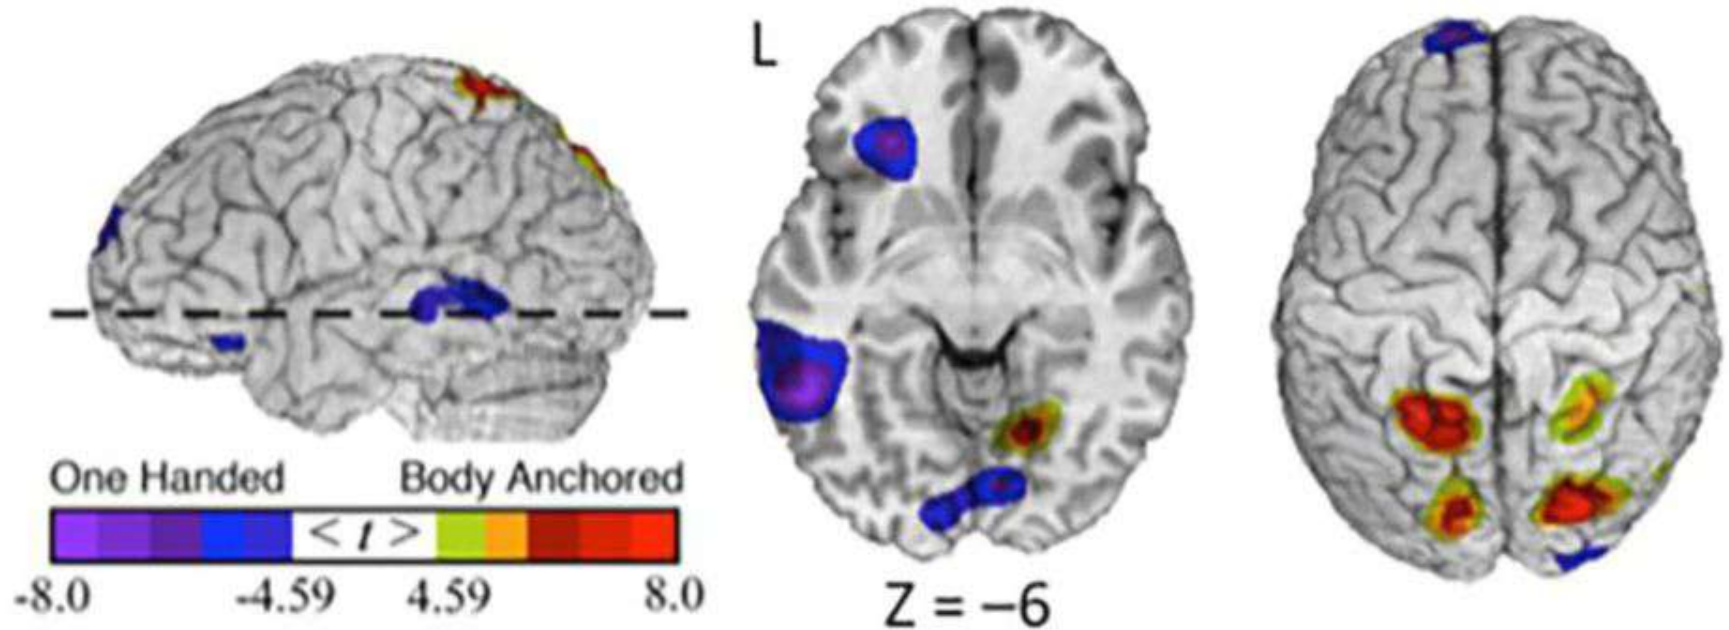 L
One Handed
Body Anchored
< t >
-8.0
-4.59
4.59
8.0
Z = –6